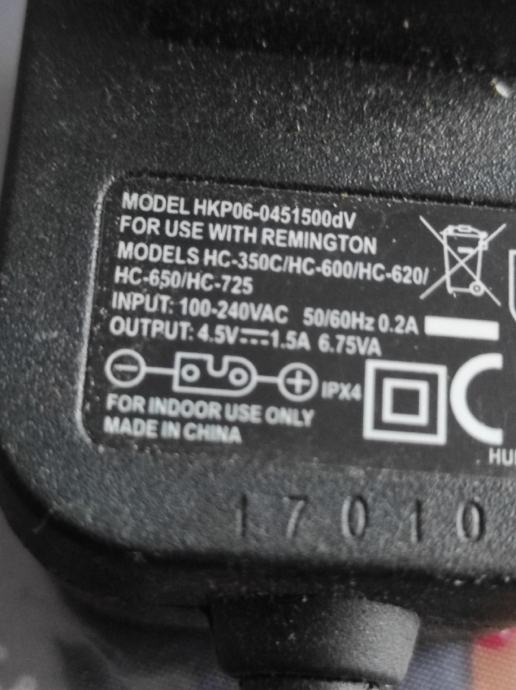 MODEL HKP06-0451500dV
FOR USE WITH REMINGTON
MODELS HC-350C/HC-600/HC-620/
HC-650/HC-725
INPUT: 100-240VAC 50/60Hz 0.2A
OUTPUT: 4.5V⎓1.5A 6.75VA
IPX4
FOR INDOOR USE ONLY
MADE IN CHINA
17010